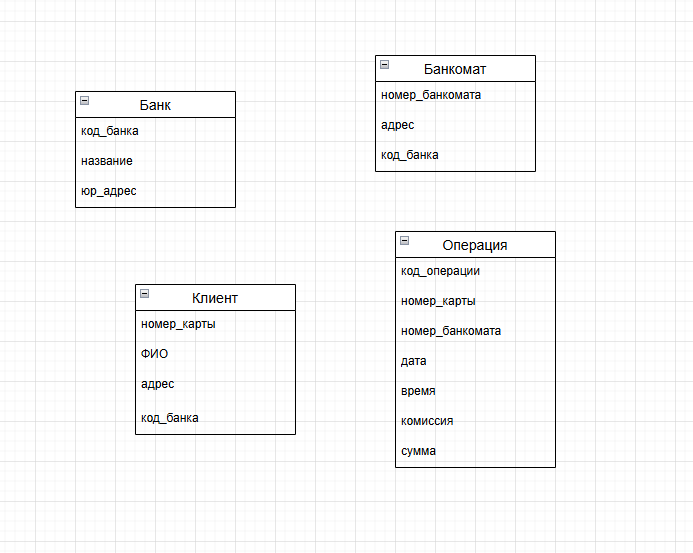 Банк
код_банка
название
юр_адрес
Банкомат
номер_банкомата
адрес
код_банка
Клиент
номер_карты
ФИО
адрес
код_банка
Операция
код_операции
номер_карты
номер_банкомата
дата
время
комиссия
сумма